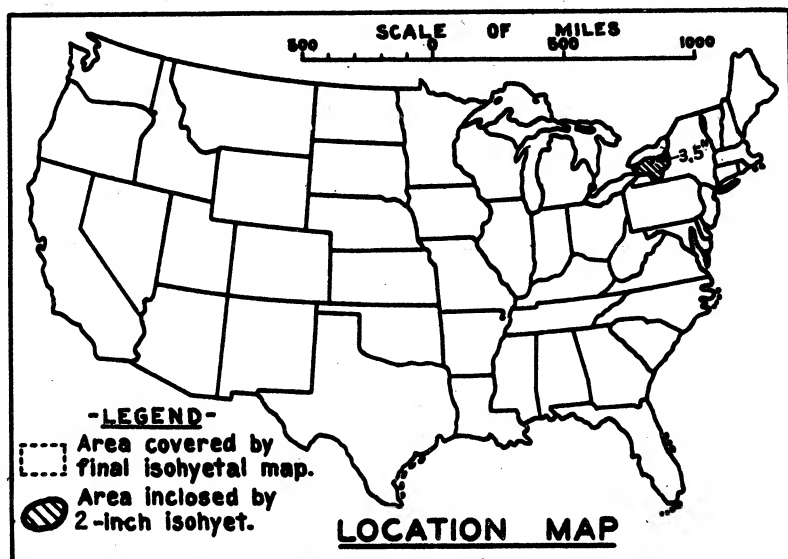 SCALE OF MILES
500 0 500 1000
3.5"
-LEGEND-
Area covered by
final isohyetal map.
Area inclosed by
2-inch isohyet.
LOCATION MAP